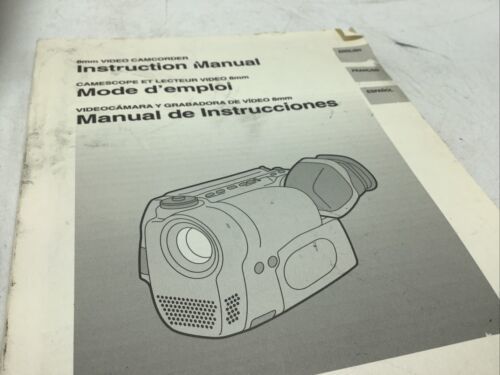 8mm VIDEO CAMCORDER
Instruction Manual
CAMESCOPE ET LECTEUR VIDEO 8mm
Mode d'emploi
VIDEOCÁMARA Y GRABADORA DE VÍDEO 8mm
Manual de Instrucciones
ENGLISH
FRANÇAIS
ESPAÑOL